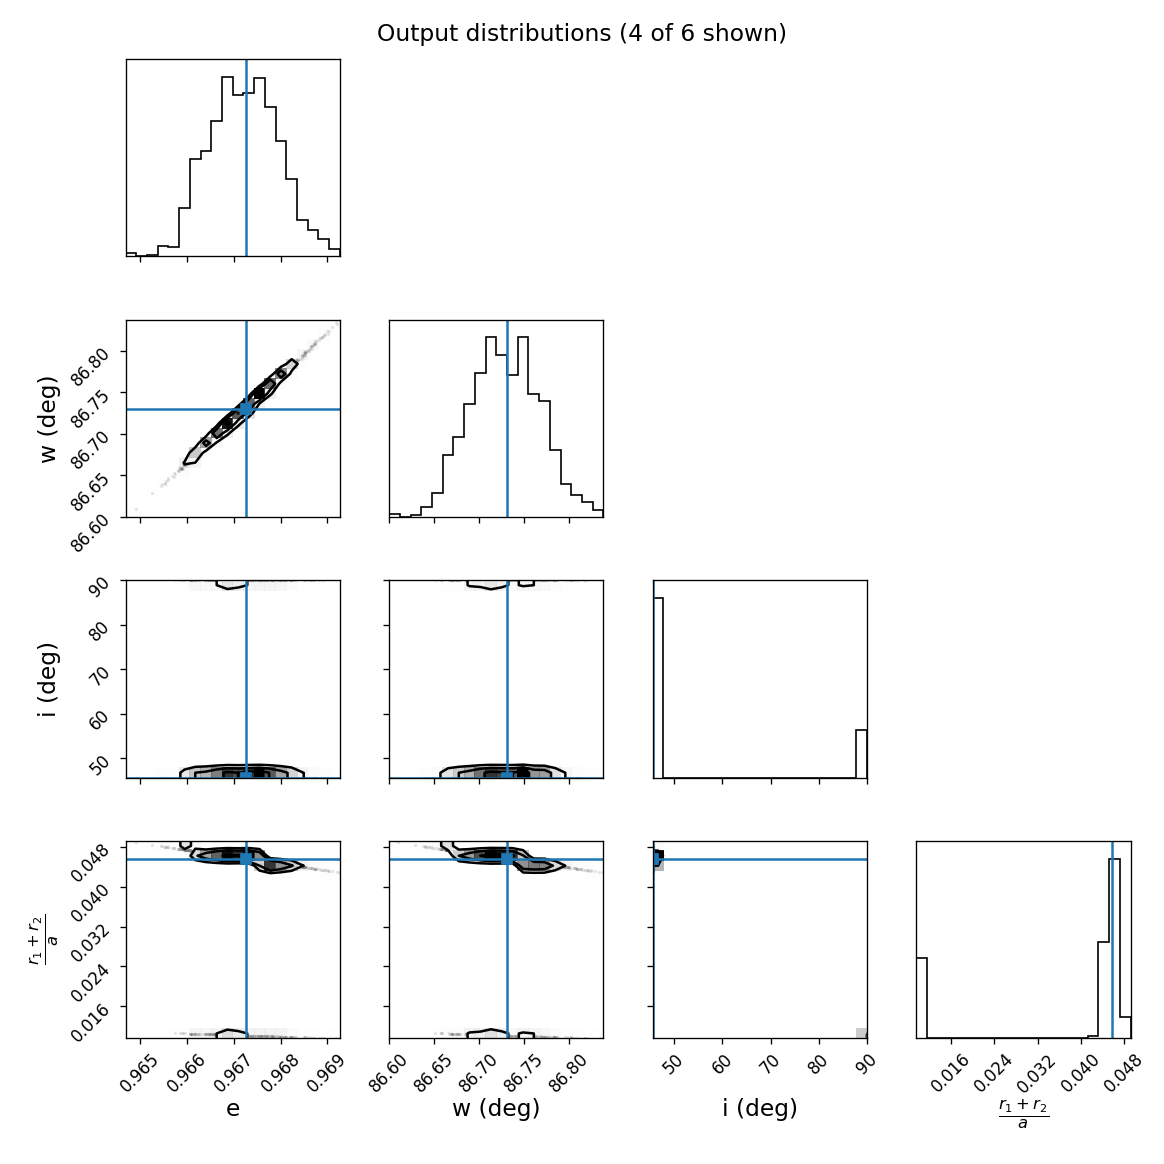 Output distributions (4 of 6 shown)
w (deg)
86.80
86.75
86.70
86.65
86.60
i (deg)
90
80
70
60
50
r₁ + r₂
a
0.048
0.040
0.032
0.024
0.016
0.965 0.966 0.967 0.968 0.969
86.60 86.65 86.70 86.75 86.80
50 60 70 80 90
0.016 0.024 0.032 0.040 0.048
e
w (deg)
i (deg)
r₁ + r₂
a